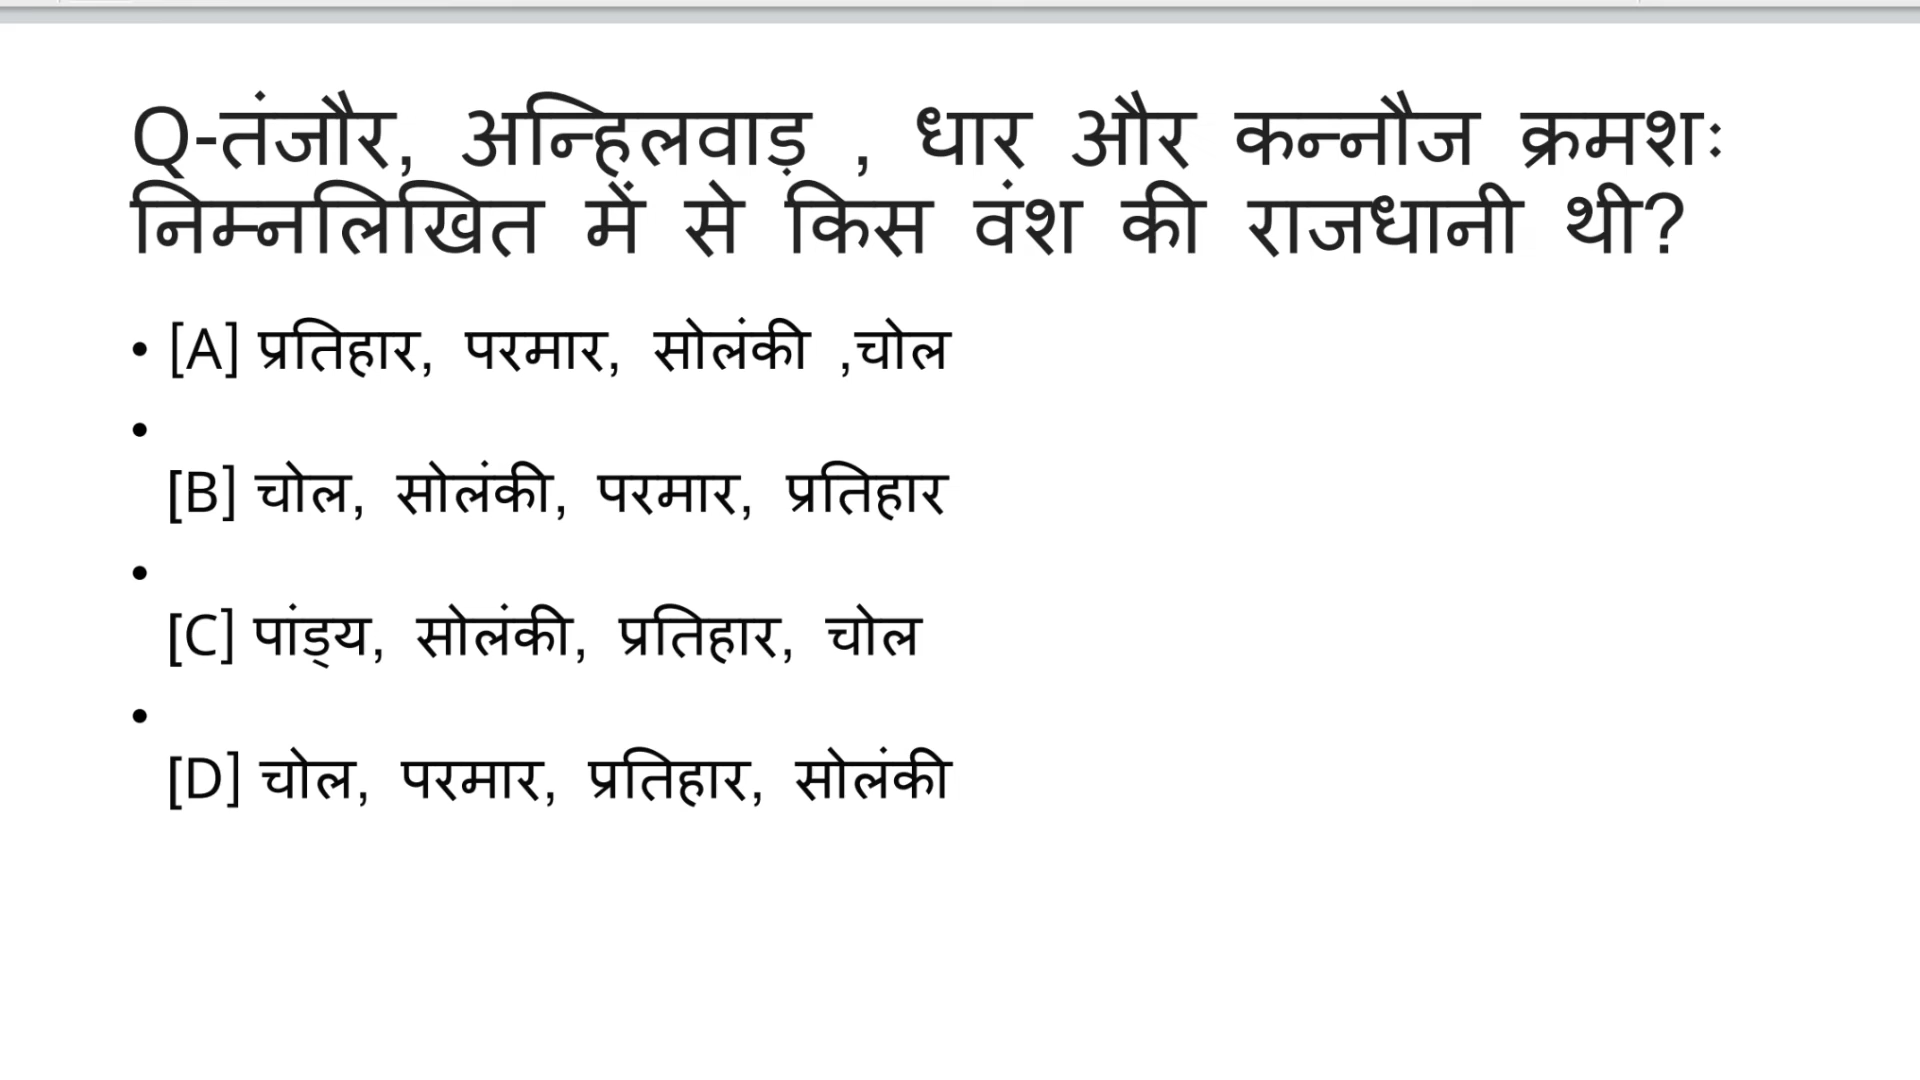 Q-तंजौर, अन्हिलवाड़ , धार और कन्नौज क्रमशः
निम्नलिखित में से किस वंश की राजधानी थी?
• [A] प्रतिहार, परमार, सोलंकी ,चोल
•
[B] चोल, सोलंकी, परमार, प्रतिहार
•
[C] पांड्य, सोलंकी, प्रतिहार, चोल
•
[D] चोल, परमार, प्रतिहार, सोलंकी